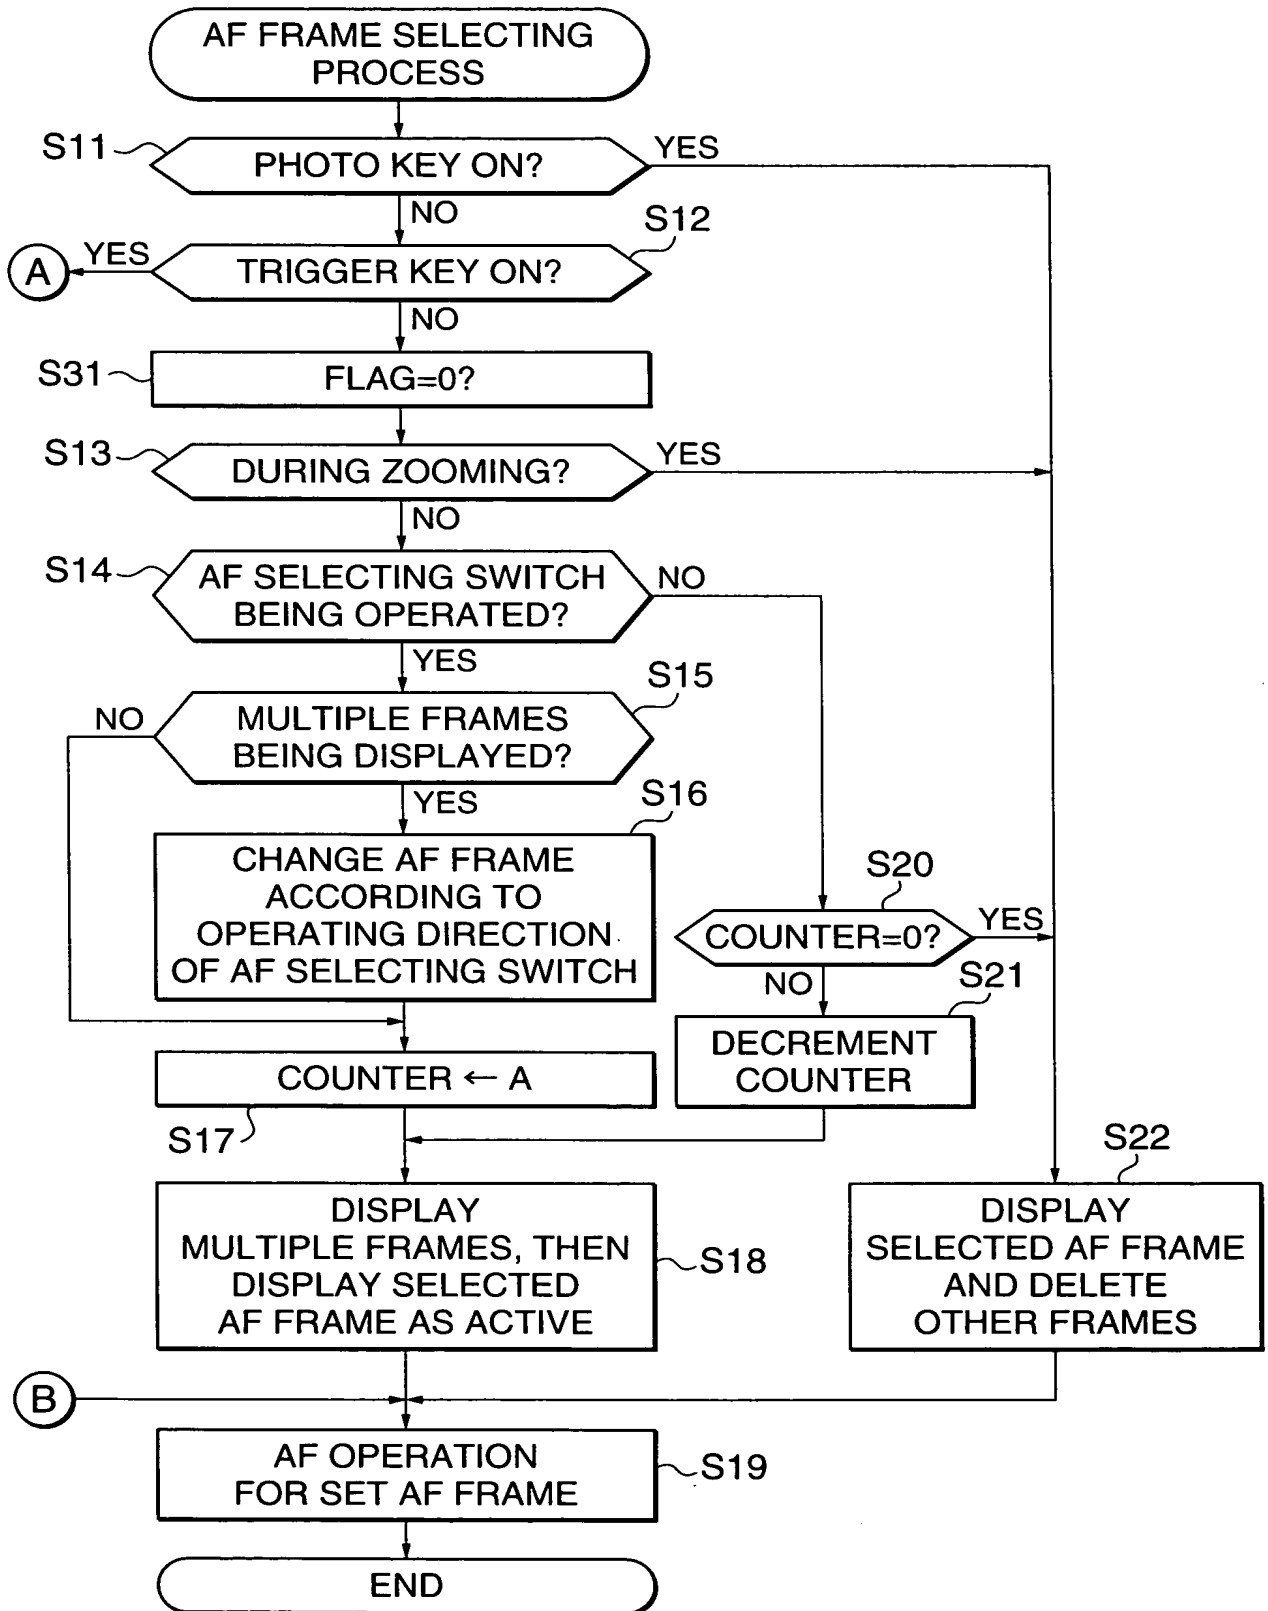 AF FRAME SELECTING
PROCESS
S11
PHOTO KEY ON?
YES
NO
S12
A
YES
TRIGGER KEY ON?
NO
S31
FLAG=0?
S13
DURING ZOOMING?
YES
NO
S14
AF SELECTING SWITCH
BEING OPERATED?
NO
YES
S15
NO
MULTIPLE FRAMES
BEING DISPLAYED?
YES
S16
CHANGE AF FRAME
ACCORDING TO
OPERATING DIRECTION
OF AF SELECTING SWITCH
S20
COUNTER=0?
YES
NO
S21
DECREMENT
COUNTER
COUNTER ← A
S17
S22
DISPLAY
MULTIPLE FRAMES, THEN
DISPLAY SELECTED
AF FRAME AS ACTIVE
S18
DISPLAY
SELECTED AF FRAME
AND DELETE
OTHER FRAMES
B
AF OPERATION
FOR SET AF FRAME
S19
END